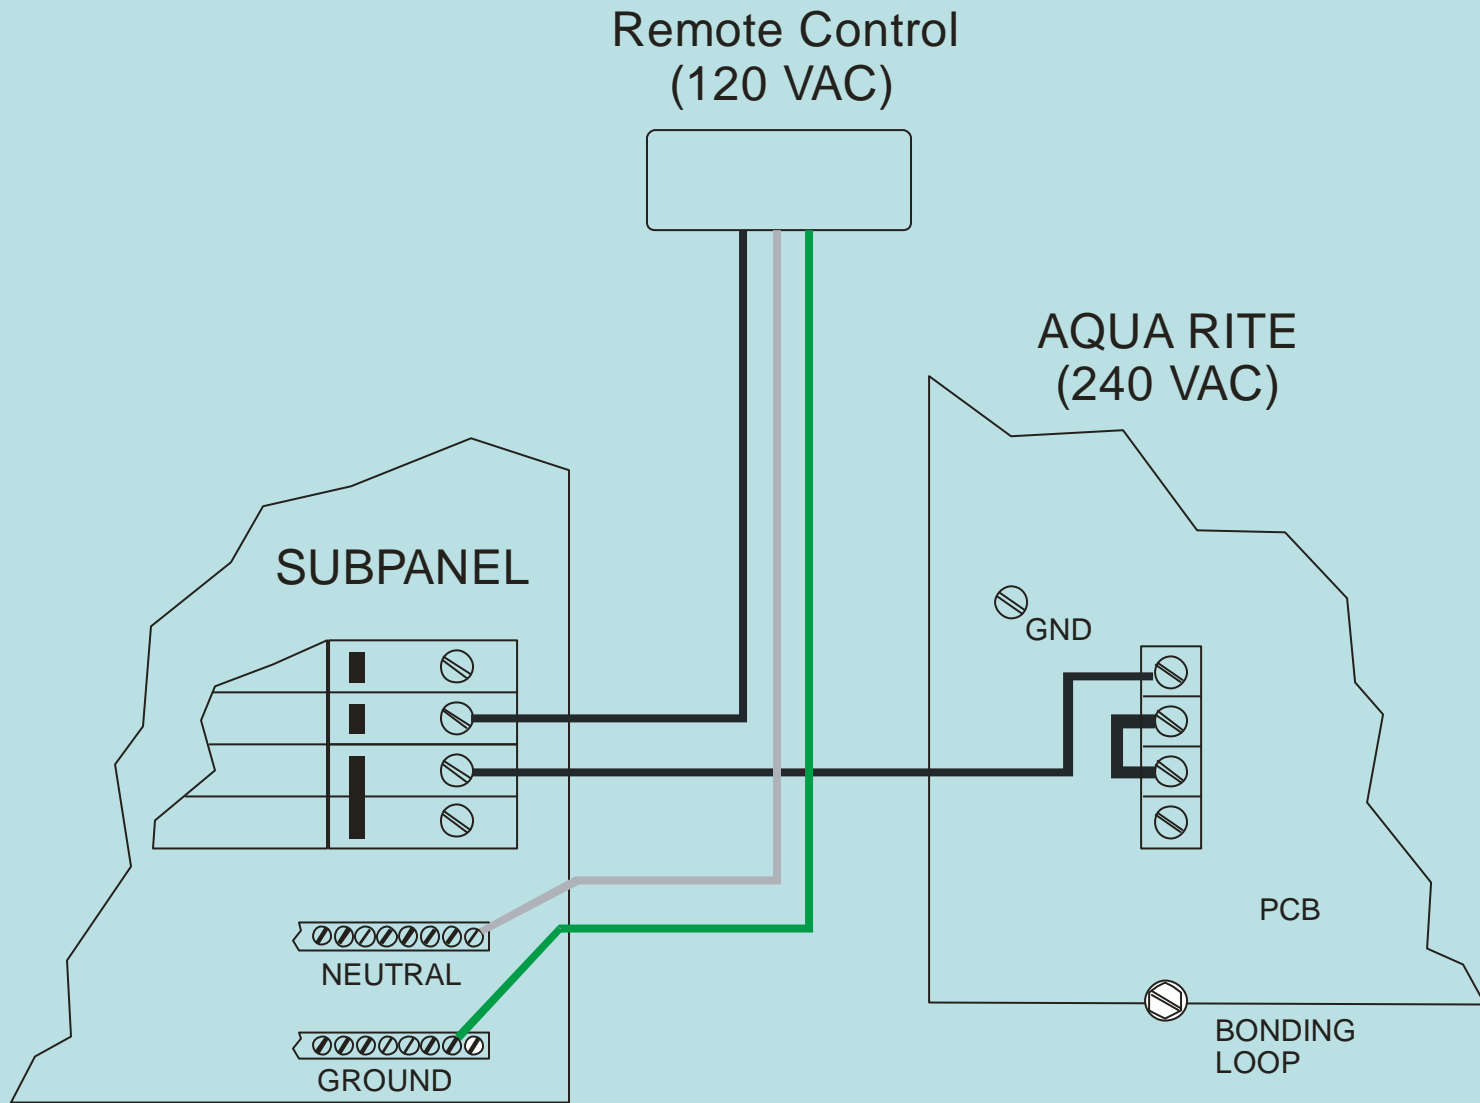 Remote Control
(120 VAC)
AQUA RITE
(240 VAC)
SUBPANEL
GND
PCB
NEUTRAL
BONDING
LOOP
GROUND